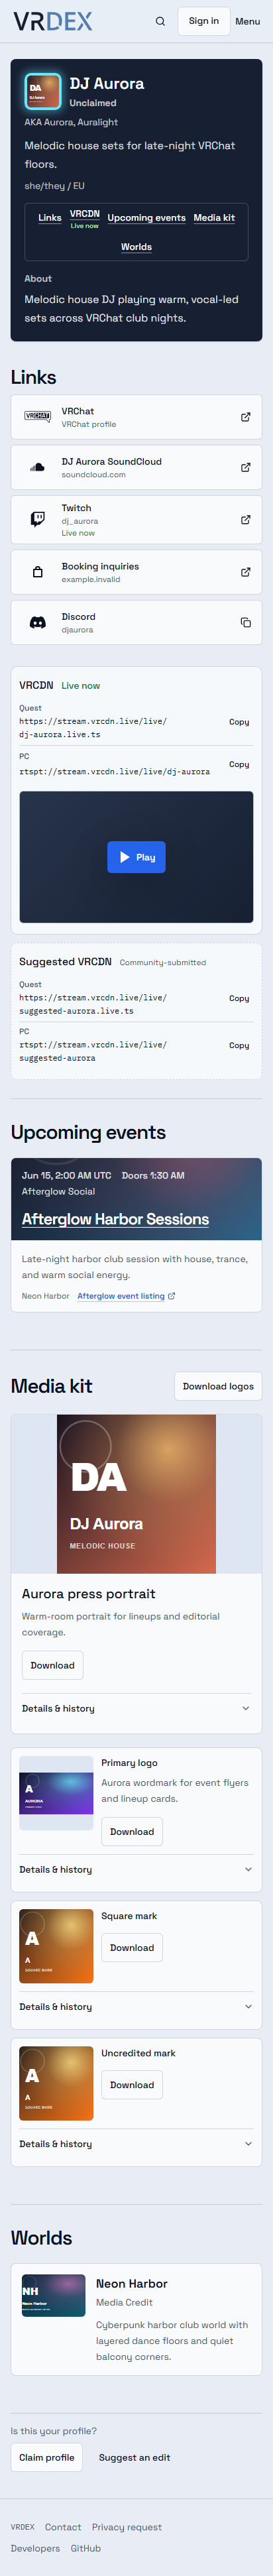 VRDEX
Sign in
Menu
DA
DJ Aurora
DJ Aurora
Unclaimed
AKA Aurora, Auralight
Melodic house sets for late-night VRChat
floors.
she/they / EU
Links
VRCDN
Live now
Upcoming events
Media kit
Worlds
About
Melodic house DJ playing warm, vocal-led
sets across VRChat club nights.
Links
VRCHAT
VRChat
VRChat profile
DJ Aurora SoundCloud
soundcloud.com
Twitch
dj_aurora
Live now
Booking inquiries
example.invalid
Discord
djaurora
VRCDN
Live now
Quest
https://stream.vrcdn.live/live/
dj-aurora.live.ts
Copy
PC
rtspt://stream.vrcdn.live/live/dj-aurora
Copy
Play
Suggested VRCDN
Community-submitted
Quest
https://stream.vrcdn.live/live/
suggested-aurora.live.ts
Copy
PC
rtspt://stream.vrcdn.live/live/
suggested-aurora
Copy
Upcoming events
Jun 15, 2:00 AM UTC
Doors 1:30 AM
Afterglow Social
Afterglow Harbor Sessions
Late-night harbor club session with house, trance,
and warm social energy.
Neon Harbor
Afterglow event listing
Media kit
Download logos
DA
DJ Aurora
MELODIC HOUSE
Aurora press portrait
Warm-room portrait for lineups and editorial
coverage.
Download
Details & history
A
AURORA
PRIMARY LOGO
Primary logo
Aurora wordmark for event flyers
and lineup cards.
Download
Details & history
A
A
SQUARE MARK
Square mark
Download
Details & history
A
A
SQUARE MARK
Uncredited mark
Download
Details & history
Worlds
NH
Neon Harbor
Neon Harbor
Media Credit
Cyberpunk harbor club world with
layered dance floors and quiet
balcony corners.
Is this your profile?
Claim profile
Suggest an edit
VRDEX
Contact
Privacy request
Developers
GitHub